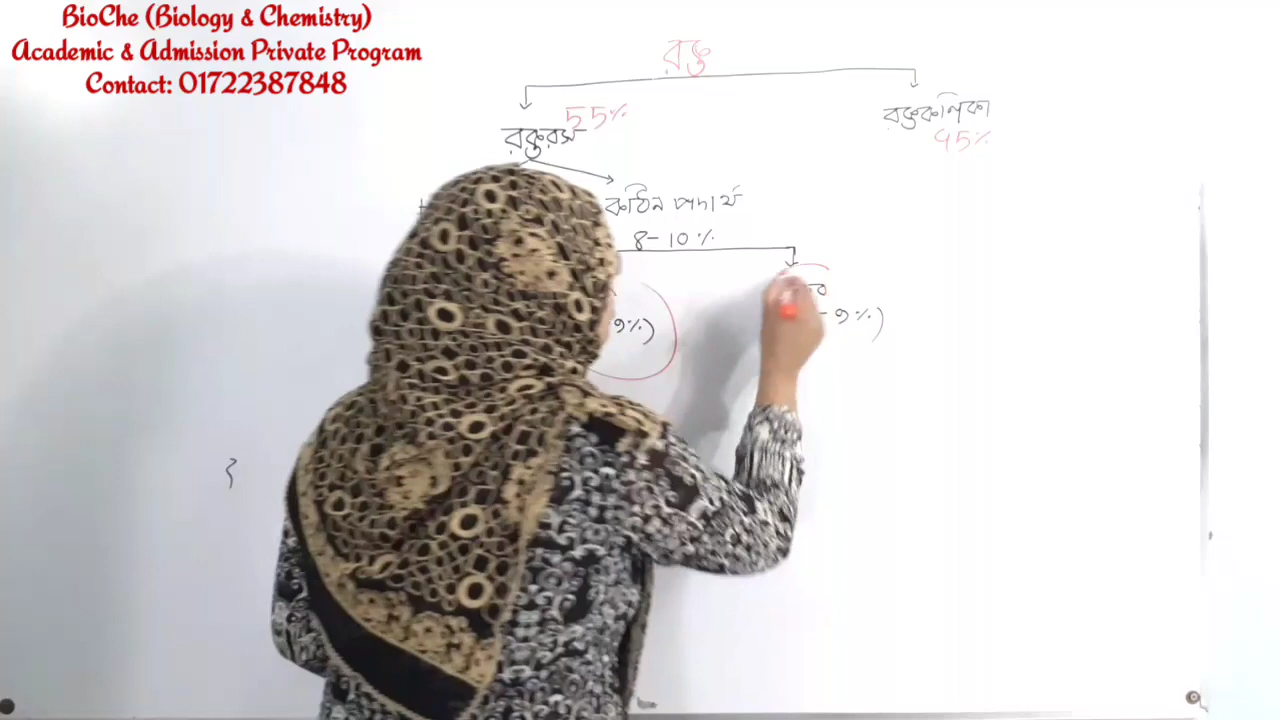 BioChe (Biology & Chemistry)
Academic & Admission Private Program
Contact: 01722387848
রক্ত
রক্তরস 55%
রক্তকণিকা
45%
কঠিন পদার্থ
8-10%